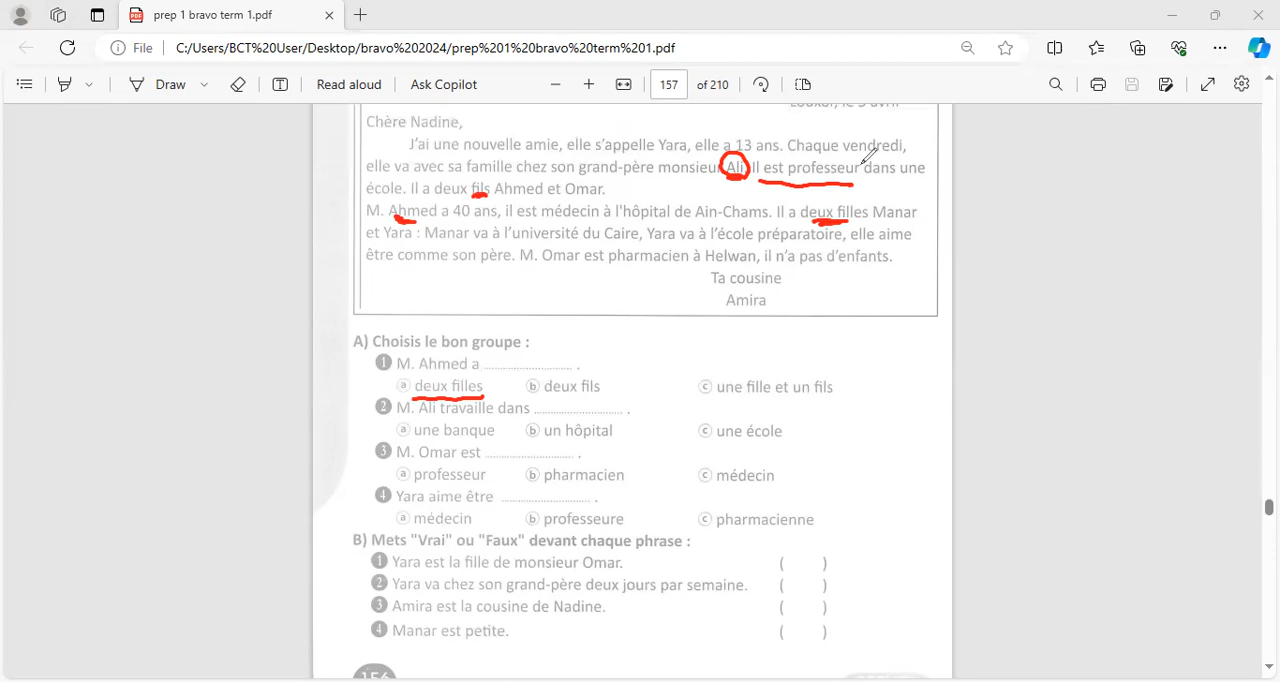 prep 1 bravo term 1.pdf
File
C:/Users/BCT%20User/Desktop/bravo%202024/prep%201%20bravo%20term%201.pdf
Draw
Read aloud
Ask Copilot
157 of 210
Louxor, le 5 avril
Chère Nadine,
J'ai une nouvelle amie, elle s'appelle Yara, elle a 13 ans. Chaque vendredi,
elle va avec sa famille chez son grand-père monsieur Ali. Il est professeur dans une
école. Il a deux fils Ahmed et Omar.
M. Ahmed a 40 ans, il est médecin à l'hôpital de Ain-Chams. Il a deux filles Manar
et Yara : Manar va à l'université du Caire, Yara va à l'école préparatoire, elle aime
être comme son père. M. Omar est pharmacien à Helwan, il n'a pas d'enfants.
Ta cousine
Amira
A) Choisis le bon groupe :
1 M. Ahmed a ............................ .
a deux filles b deux fils c une fille et un fils
2 M. Ali travaille dans ............................ .
a une banque b un hôpital c une école
3 M. Omar est ............................ .
a professeur b pharmacien c médecin
4 Yara aime être ............................ .
a médecin b professeure c pharmacienne
B) Mets "Vrai" ou "Faux" devant chaque phrase :
1 Yara est la fille de monsieur Omar. ( )
2 Yara va chez son grand-père deux jours par semaine. ( )
3 Amira est la cousine de Nadine. ( )
4 Manar est petite. ( )
156